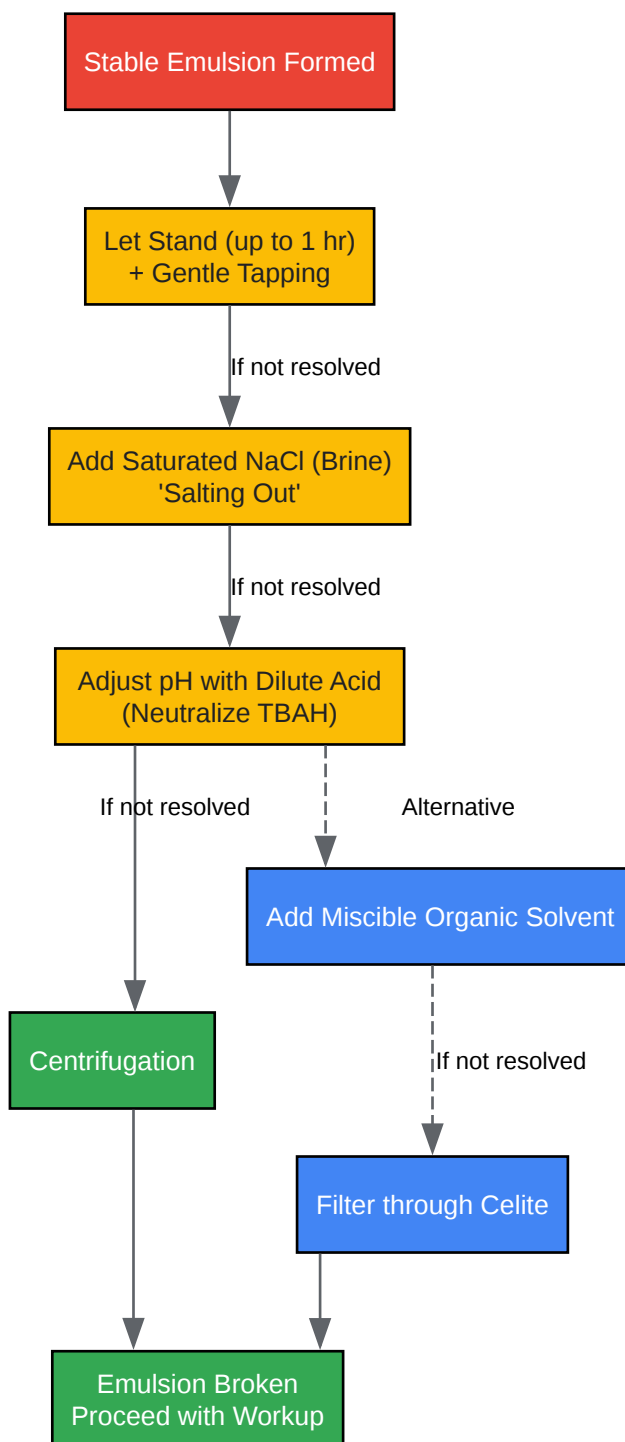 Stable Emulsion Formed
Let Stand (up to 1 hr)
+ Gentle Tapping
If not resolved
Add Saturated NaCl (Brine)
'Salting Out'
If not resolved
Adjust pH with Dilute Acid
(Neutralize TBAH)
If not resolved
Alternative
Add Miscible Organic Solvent
Centrifugation
If not resolved
Filter through Celite
Emulsion Broken
Proceed with Workup